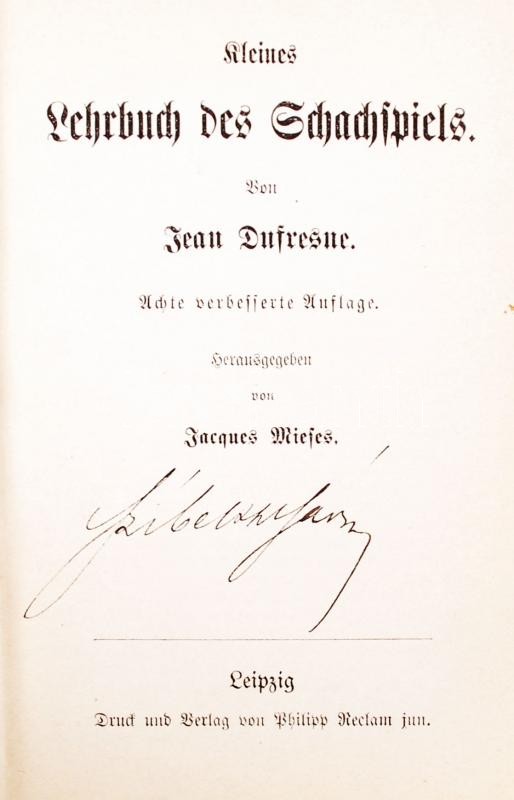 Kleines
Lehrbuch des Schachspiels.
Von
Jean Dufresne.
Achte verbesserte Auflage.
Herausgegeben
von
Jacques Mieses.
Leipzig
Druck und Verlag von Philipp Reclam jun.